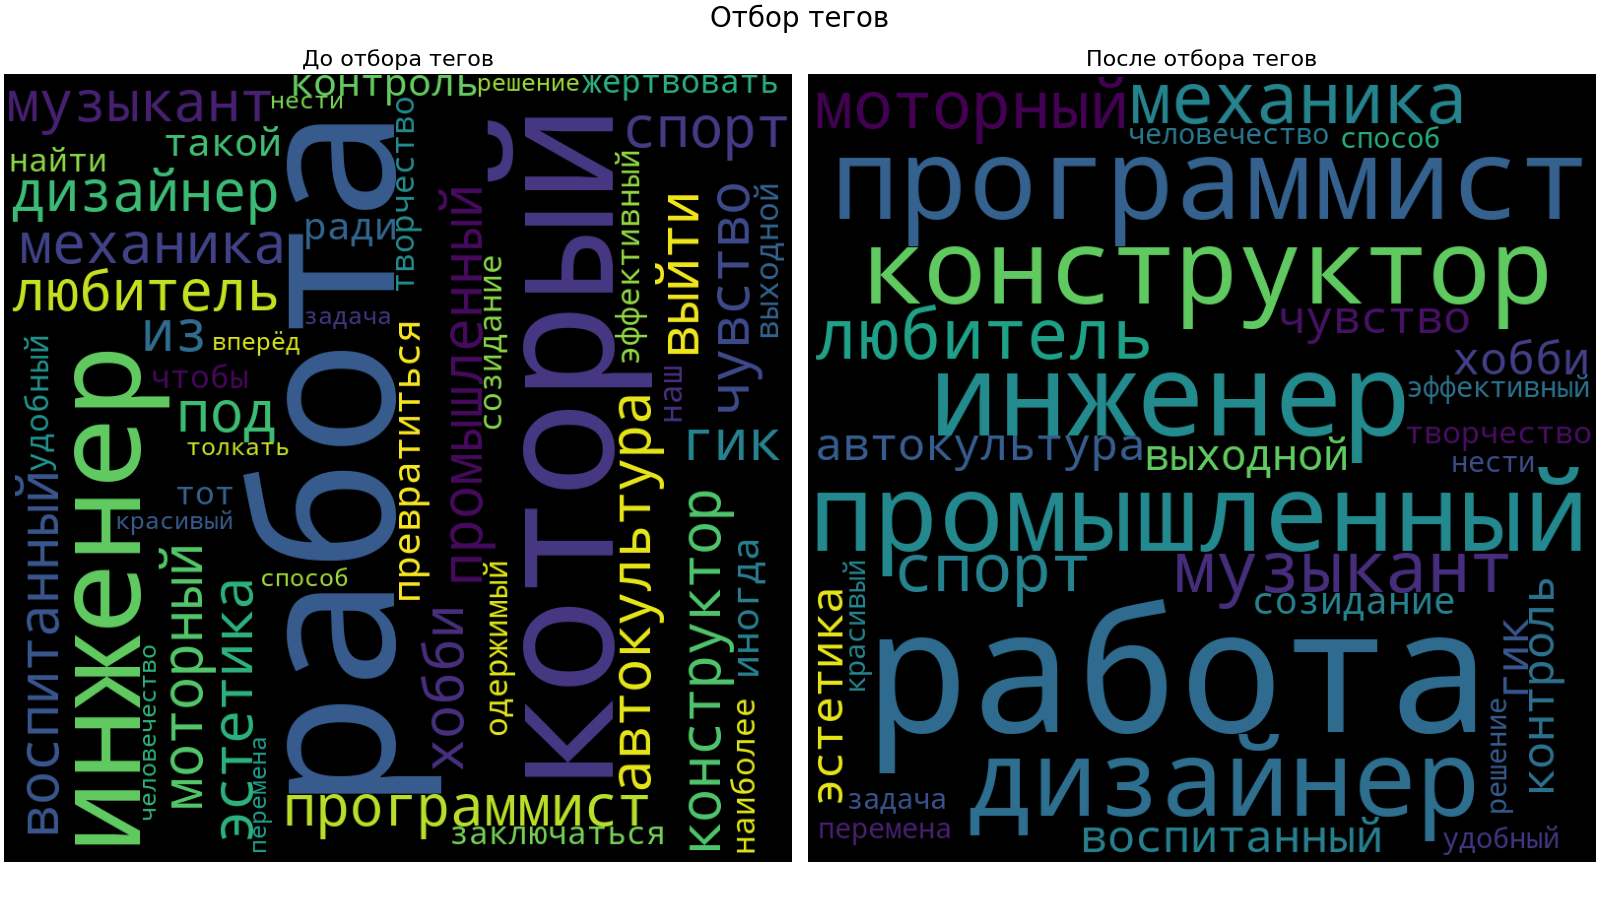 Отбор тегов
До отбора тегов
После отбора тегов
музыкант
контроль
решение
жертвовать
нести
такой
найти
дизайнер
ради
творчество
механика
любитель
из
вперёд
задача
чтобы
под
толкать
удобный
воспитанный
инженер
тот
красивый
моторный
способ
эстетика
человечество
перемена
работа
который
спорт
эффективный
выйти
чувство
выходной
промышленный
созидание
превратиться
наш
гик
автокультура
конструктор
иногда
одержимый
хобби
наиболее
программист
заключаться
моторный
механика
человечество
способ
программист
конструктор
любитель
чувство
хобби
инженер
эффективный
автокультура
выходной
творчество
нести
промышленный
спорт
музыкант
созидание
эстетика
красивый
работа
гик
контроль
решение
дизайнер
задача
перемена
воспитанный
удобный